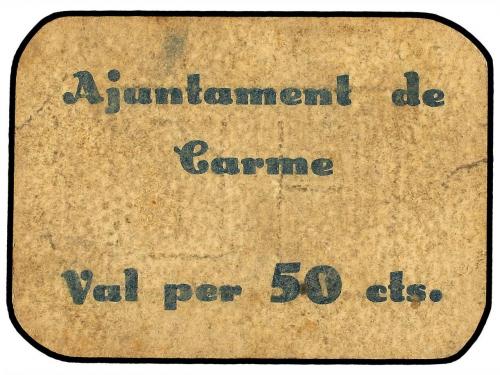 Ajuntament de
Carme
Val per 50 cts.